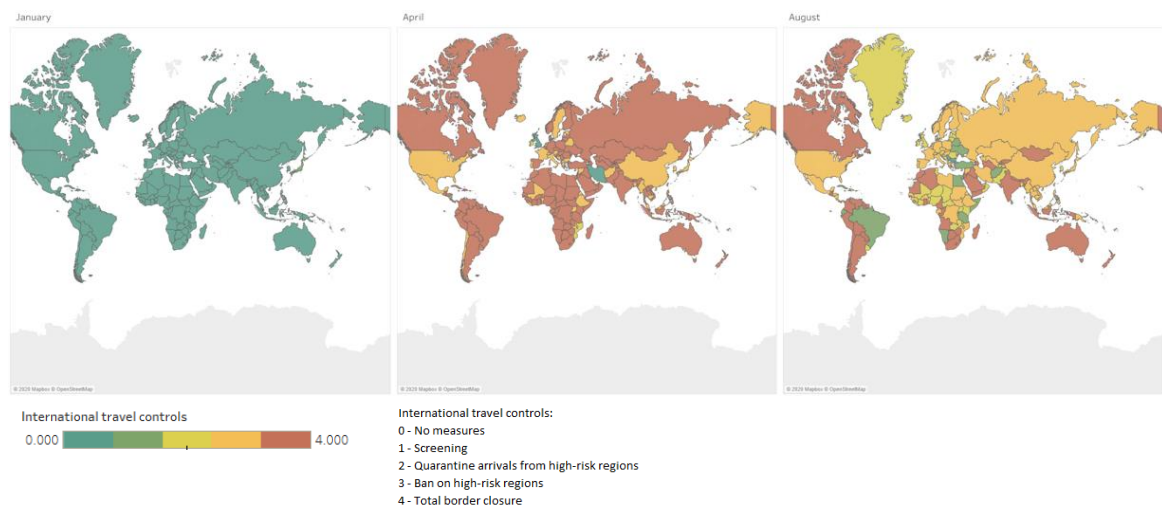 January
April
August
© 2020 Mapbox © OpenStreetMap
© 2020 Mapbox © OpenStreetMap
© 2020 Mapbox © OpenStreetMap
International travel controls
0.000
4.000
International travel controls:
0 - No measures
1 - Screening
2 - Quarantine arrivals from high-risk regions
3 - Ban on high-risk regions
4 - Total border closure